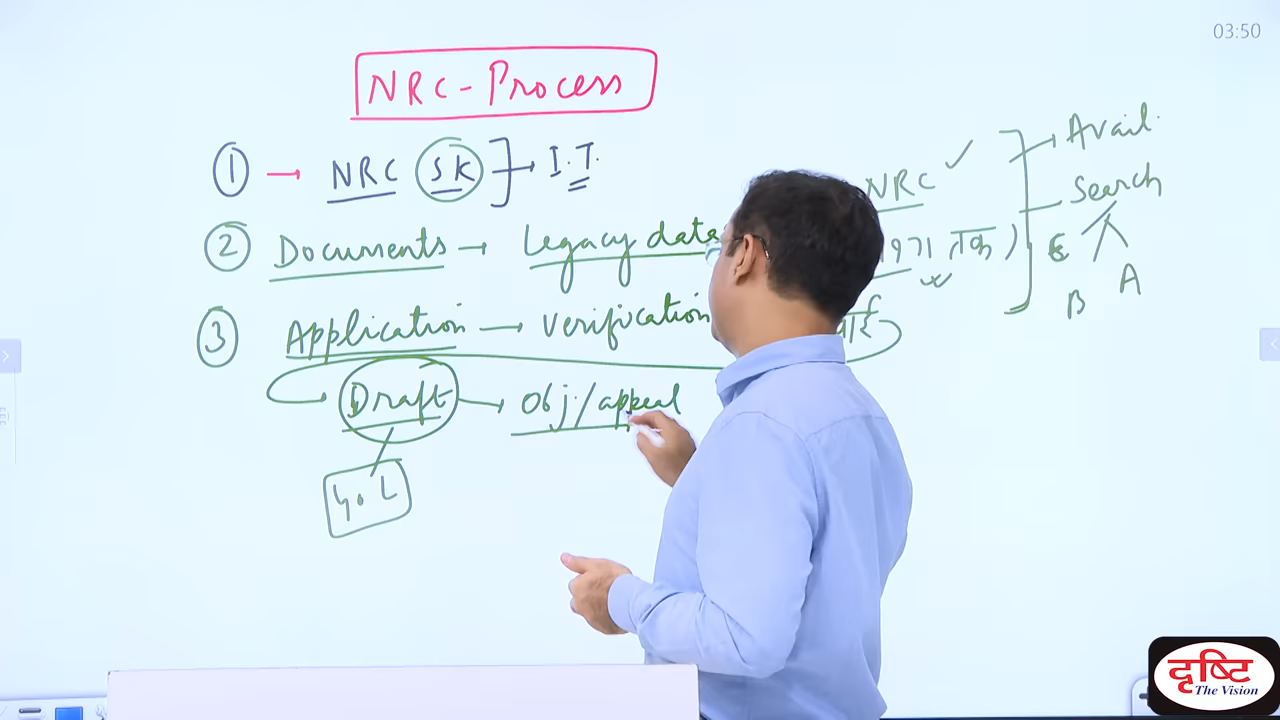 03:50
NRC - Process
① → NRC SK → I.T.
② Documents → Legacy data
NRC ✓
1971 तक )
③ Application → Verification
Draft → Obj./appeal
Avail.
Search
B A
दृष्टि
The Vision